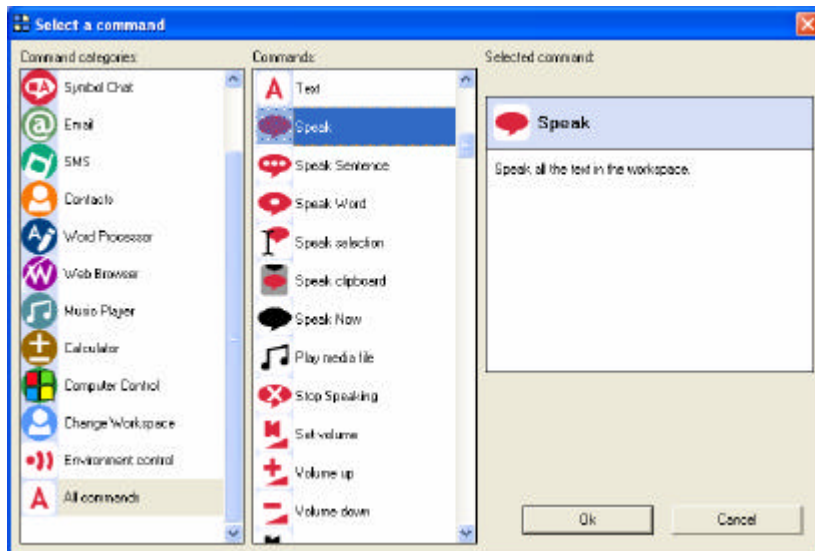 Select a command
Command categories:
Symbol Chat
Email
SMS
Contacts
Word Processor
Web Browser
Music Player
Calculator
Computer Control
Change Workspace
Environment control
All commands
Commands:
Text
Speak
Speak Sentence
Speak Word
Speak selection
Speak clipboard
Speak Now
Play media file
Stop Speaking
Set volume
Volume up
Volume down
Selected command:
Speak
Speak all the text in the workspace.
Ok
Cancel